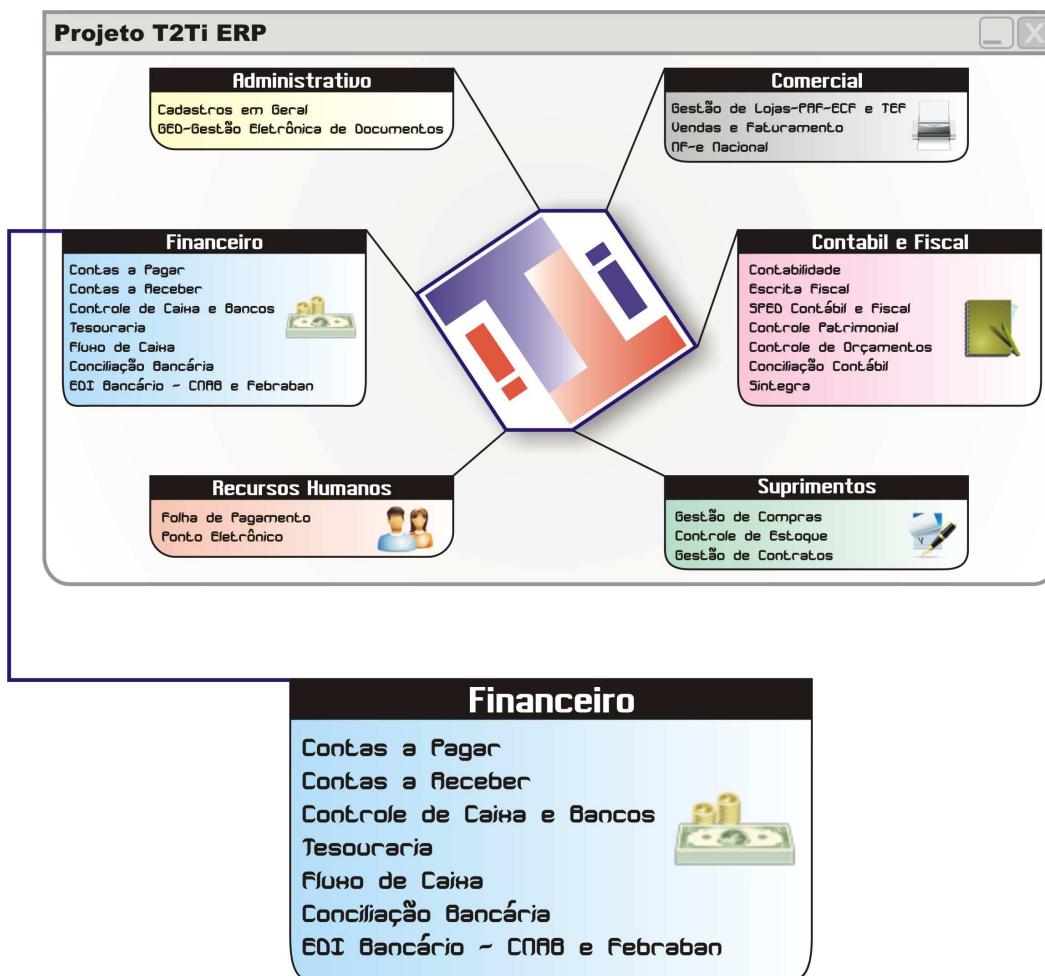 Projeto T2Ti ERP
Administrativo
Cadastros em Geral
GED-Gestão Eletrônica de Documentos
Comercial
Gestão de Lojas-PAF-ECF e TEF
Vendas e Faturamento
NF-e Nacional
Financeiro
Contas a Pagar
Contas a Receber
Controle de Caixa e Bancos
Tesouraria
Fluxo de Caixa
Conciliação Bancária
EDI Bancário - CNAB e Febraban
Contabil e Fiscal
Contabilidade
Escrita Fiscal
SPED Contábil e Fiscal
Controle Patrimonial
Controle de Orçamentos
Conciliação Contábil
Sintegra
Recursos Humanos
Folha de Pagamento
Ponto Eletrônico
Suprimentos
Gestão de Compras
Controle de Estoque
Gestão de Contratos
Financeiro
Contas a Pagar
Contas a Receber
Controle de Caixa e Bancos
Tesouraria
Fluxo de Caixa
Conciliação Bancária
EDI Bancário - CNAB e Febraban